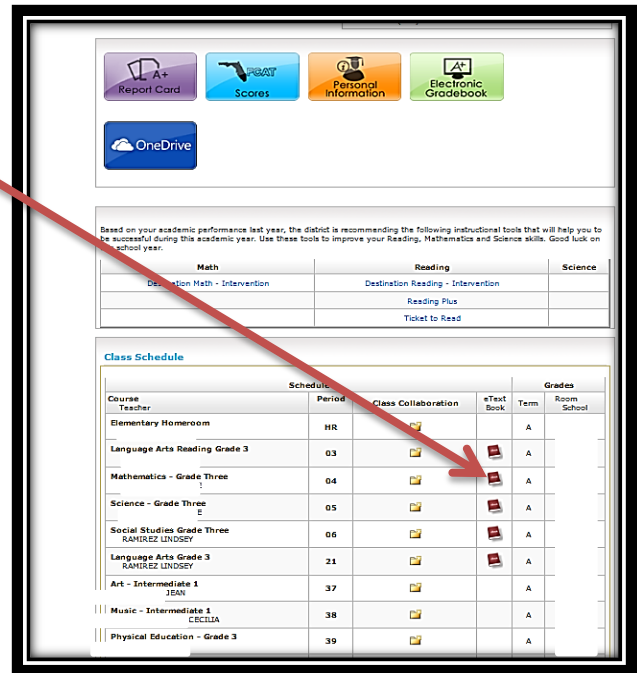 A+
Report Card
FCAT
Scores
Personal
Information
A+
Electronic
Gradebook
OneDrive
Based on your academic performance last year, the district is recommending the following instructional tools that will help you to
be successful during this academic year. Use these tools to improve your Reading, Mathematics and Science skills. Good luck on
school year.
Math Reading Science
Destination Math - Intervention Destination Reading - Intervention
Reading Plus
Ticket to Read
Class Schedule
Schedule Grades
Course Period Class Collaboration eText Term Room
Teacher Book School
Elementary Homeroom HR A
Language Arts Reading Grade 3 03 A
Mathematics - Grade Three 04 A
Science - Grade Three 05 A
E
Social Studies Grade Three 06 A
RAMIREZ LINDSEY
Language Arts Grade 3 21 A
RAMIREZ LINDSEY
Art - Intermediate 1 37 A
JEAN
Music - Intermediate 1 38 A
CECILIA
Physical Education - Grade 3 39 A